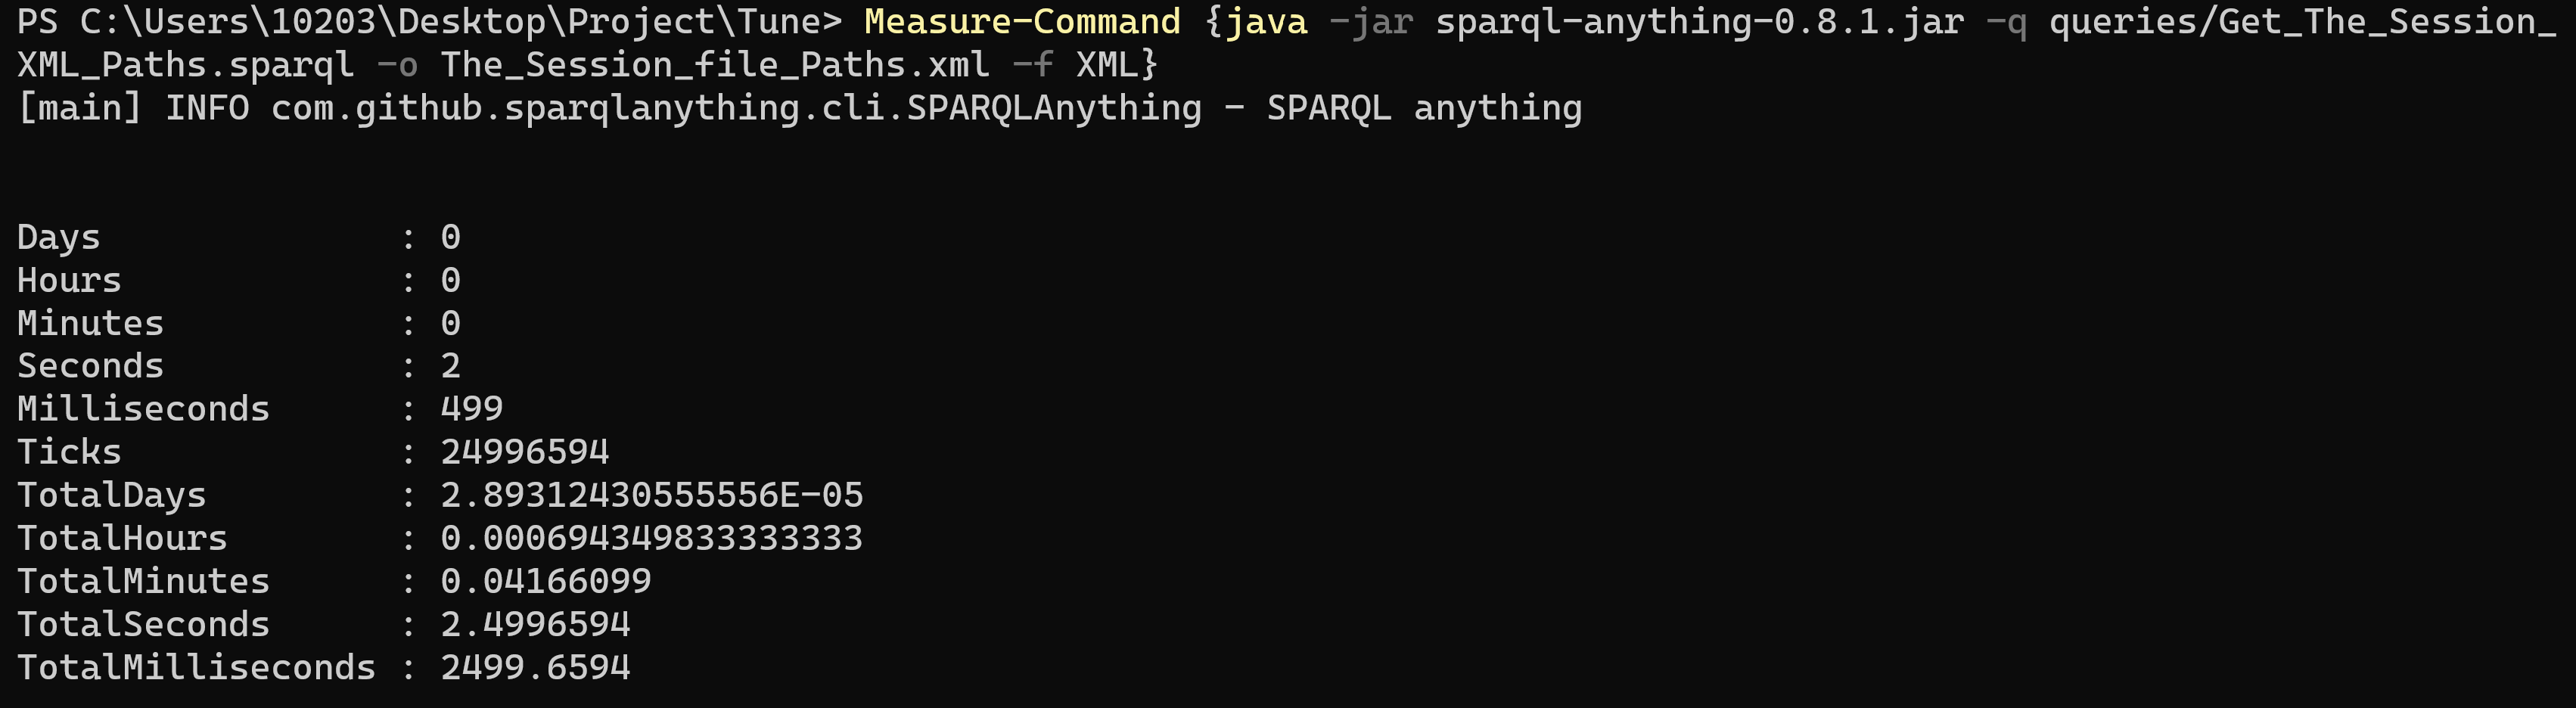 PS C:\Users\10203\Desktop\Project\Tune> Measure-Command {java -jar sparql-anything-0.8.1.jar -q queries/Get_The_Session_
XML_Paths.sparql -o The_Session_file_Paths.xml -f XML}
[main] INFO com.github.sparqlanything.cli.SPARQLAnything - SPARQL anything
Days              : 0
Hours             : 0
Minutes           : 0
Seconds           : 2
Milliseconds      : 499
Ticks             : 24996594
TotalDays         : 2.89312430555556E-05
TotalHours        : 0.000694349833333333
TotalMinutes      : 0.04166099
TotalSeconds      : 2.4996594
TotalMilliseconds : 2499.6594